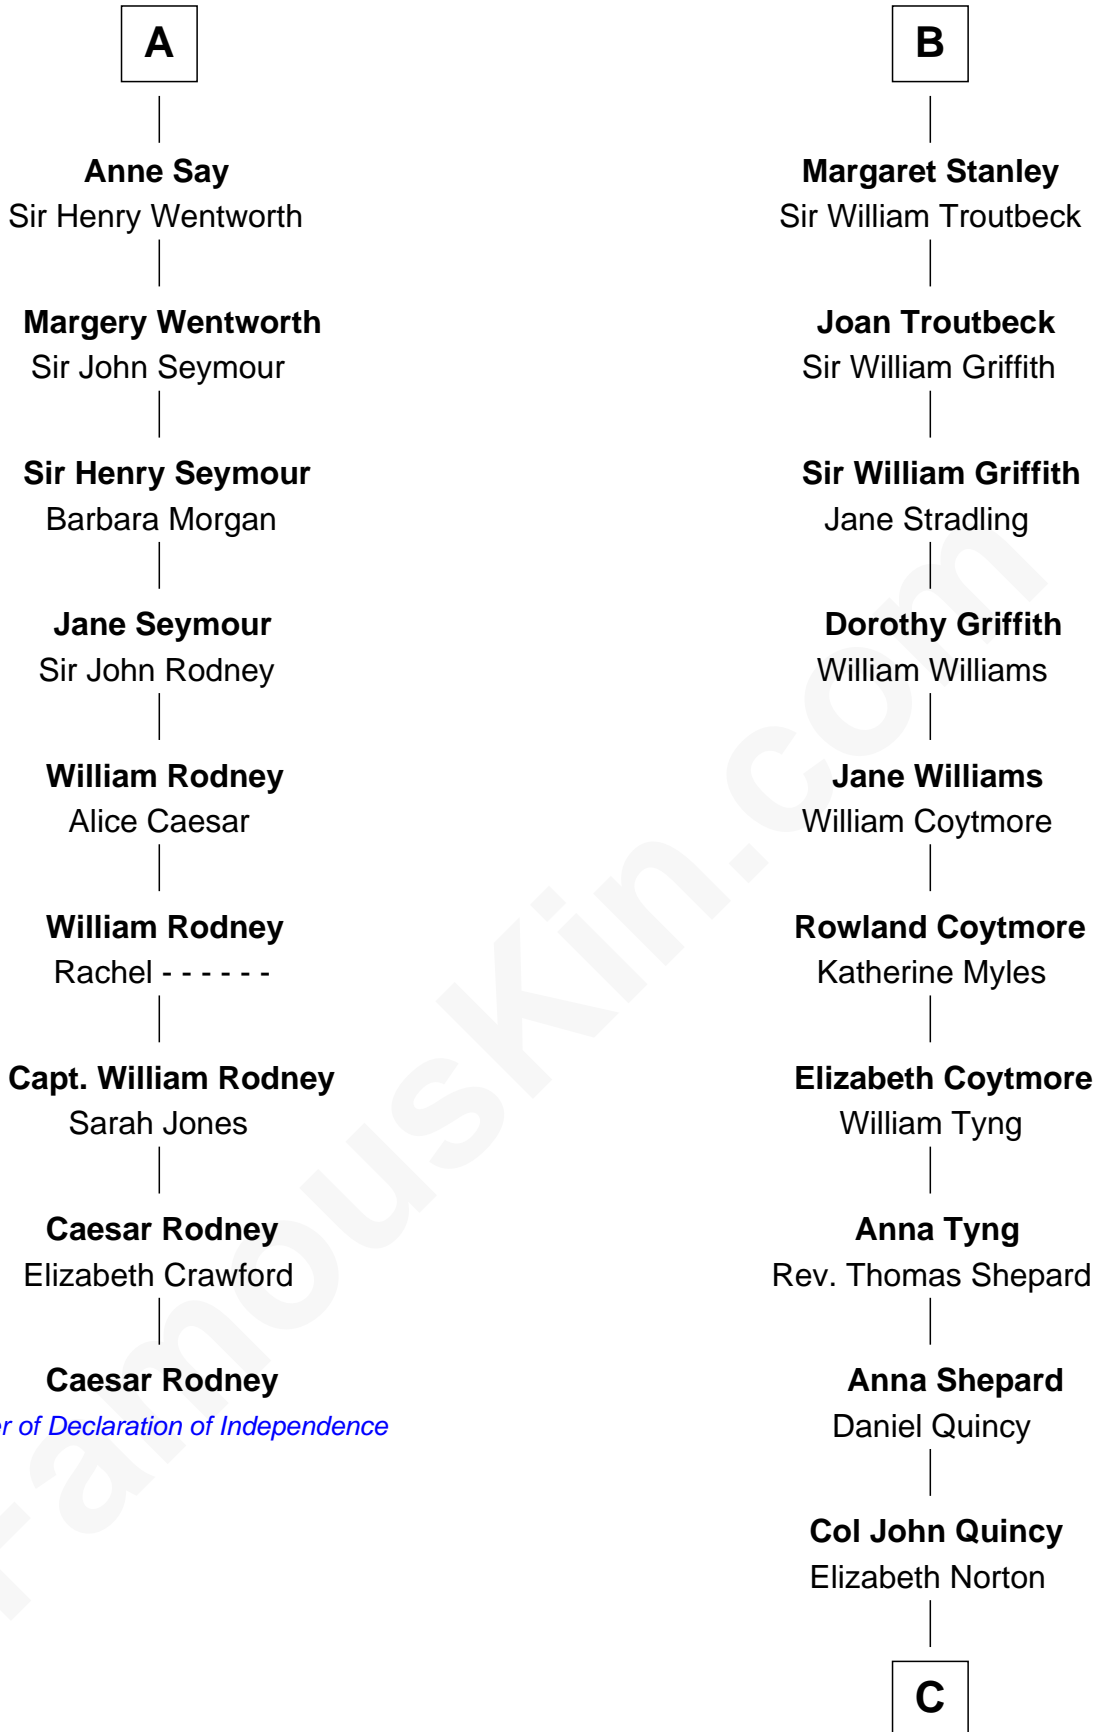 A
Anne Say
Sir Henry Wentworth
Margery Wentworth
Sir John Seymour
Sir Henry Seymour
Barbara Morgan
Jane Seymour
Sir John Rodney
William Rodney
Alice Caesar
William Rodney
Rachel - - - - - -
Capt. William Rodney
Sarah Jones
Caesar Rodney
Elizabeth Crawford
Caesar Rodney
of Declaration of Independence
B
Margaret Stanley
Sir William Troutbeck
Joan Troutbeck
Sir William Griffith
Sir William Griffith
Jane Stradling
Dorothy Griffith
William Williams
Jane Williams
William Coytmore
Rowland Coytmore
Katherine Myles
Elizabeth Coytmore
William Tyng
Anna Tyng
Rev. Thomas Shepard
Anna Shepard
Daniel Quincy
Col John Quincy
Elizabeth Norton
C
FamousKin.com